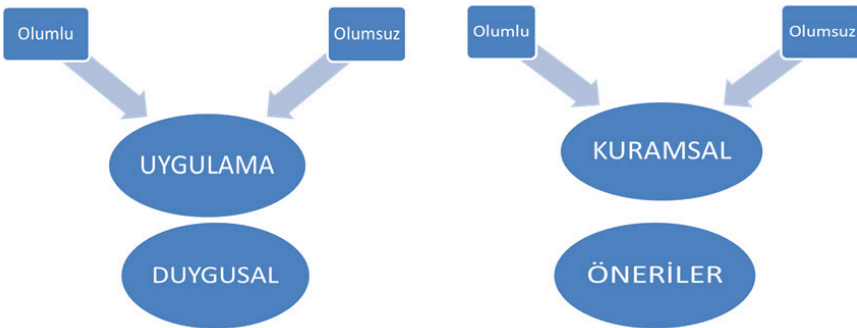 Olumlu
Olumsuz
UYGULAMA
DUYGUSAL
Olumlu
Olumsuz
KURAMSAL
ÖNERİLER